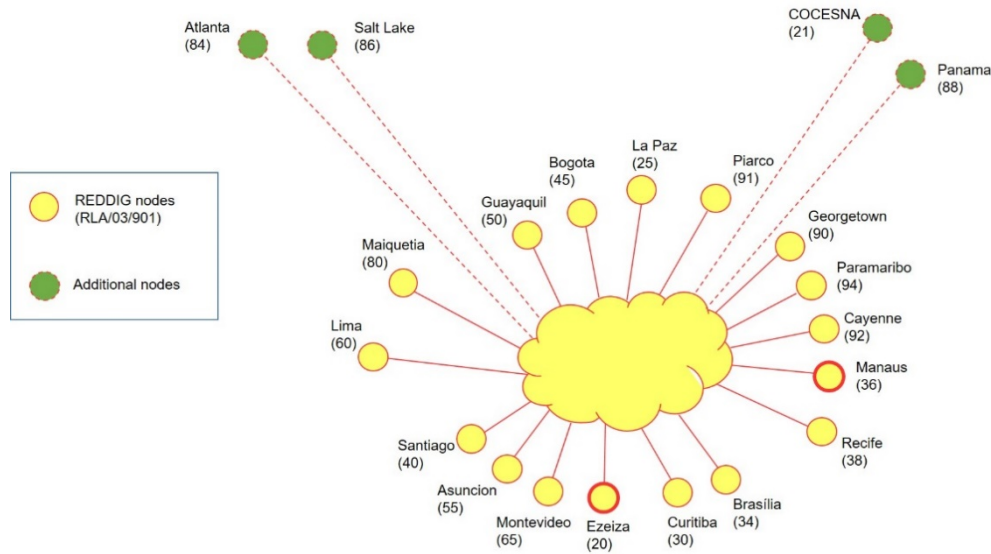 Atlanta
(84)
Salt Lake
(86)
COCESNA
(21)
Panama
(88)
La Paz
(25)
Bogota
(45)
Piarco
(91)
Guayaquil
(50)
Georgetown
(90)
REDDIG nodes
(RLA/03/901)
Maiquetia
(80)
Paramaribo
(94)
Additional nodes
Lima
(60)
Cayenne
(92)
Manaus
(36)
Santiago
(40)
Recife
(38)
Asuncion
(55)
Montevideo
(65)
Ezeiza
(20)
Curitiba
(30)
Brasília
(34)